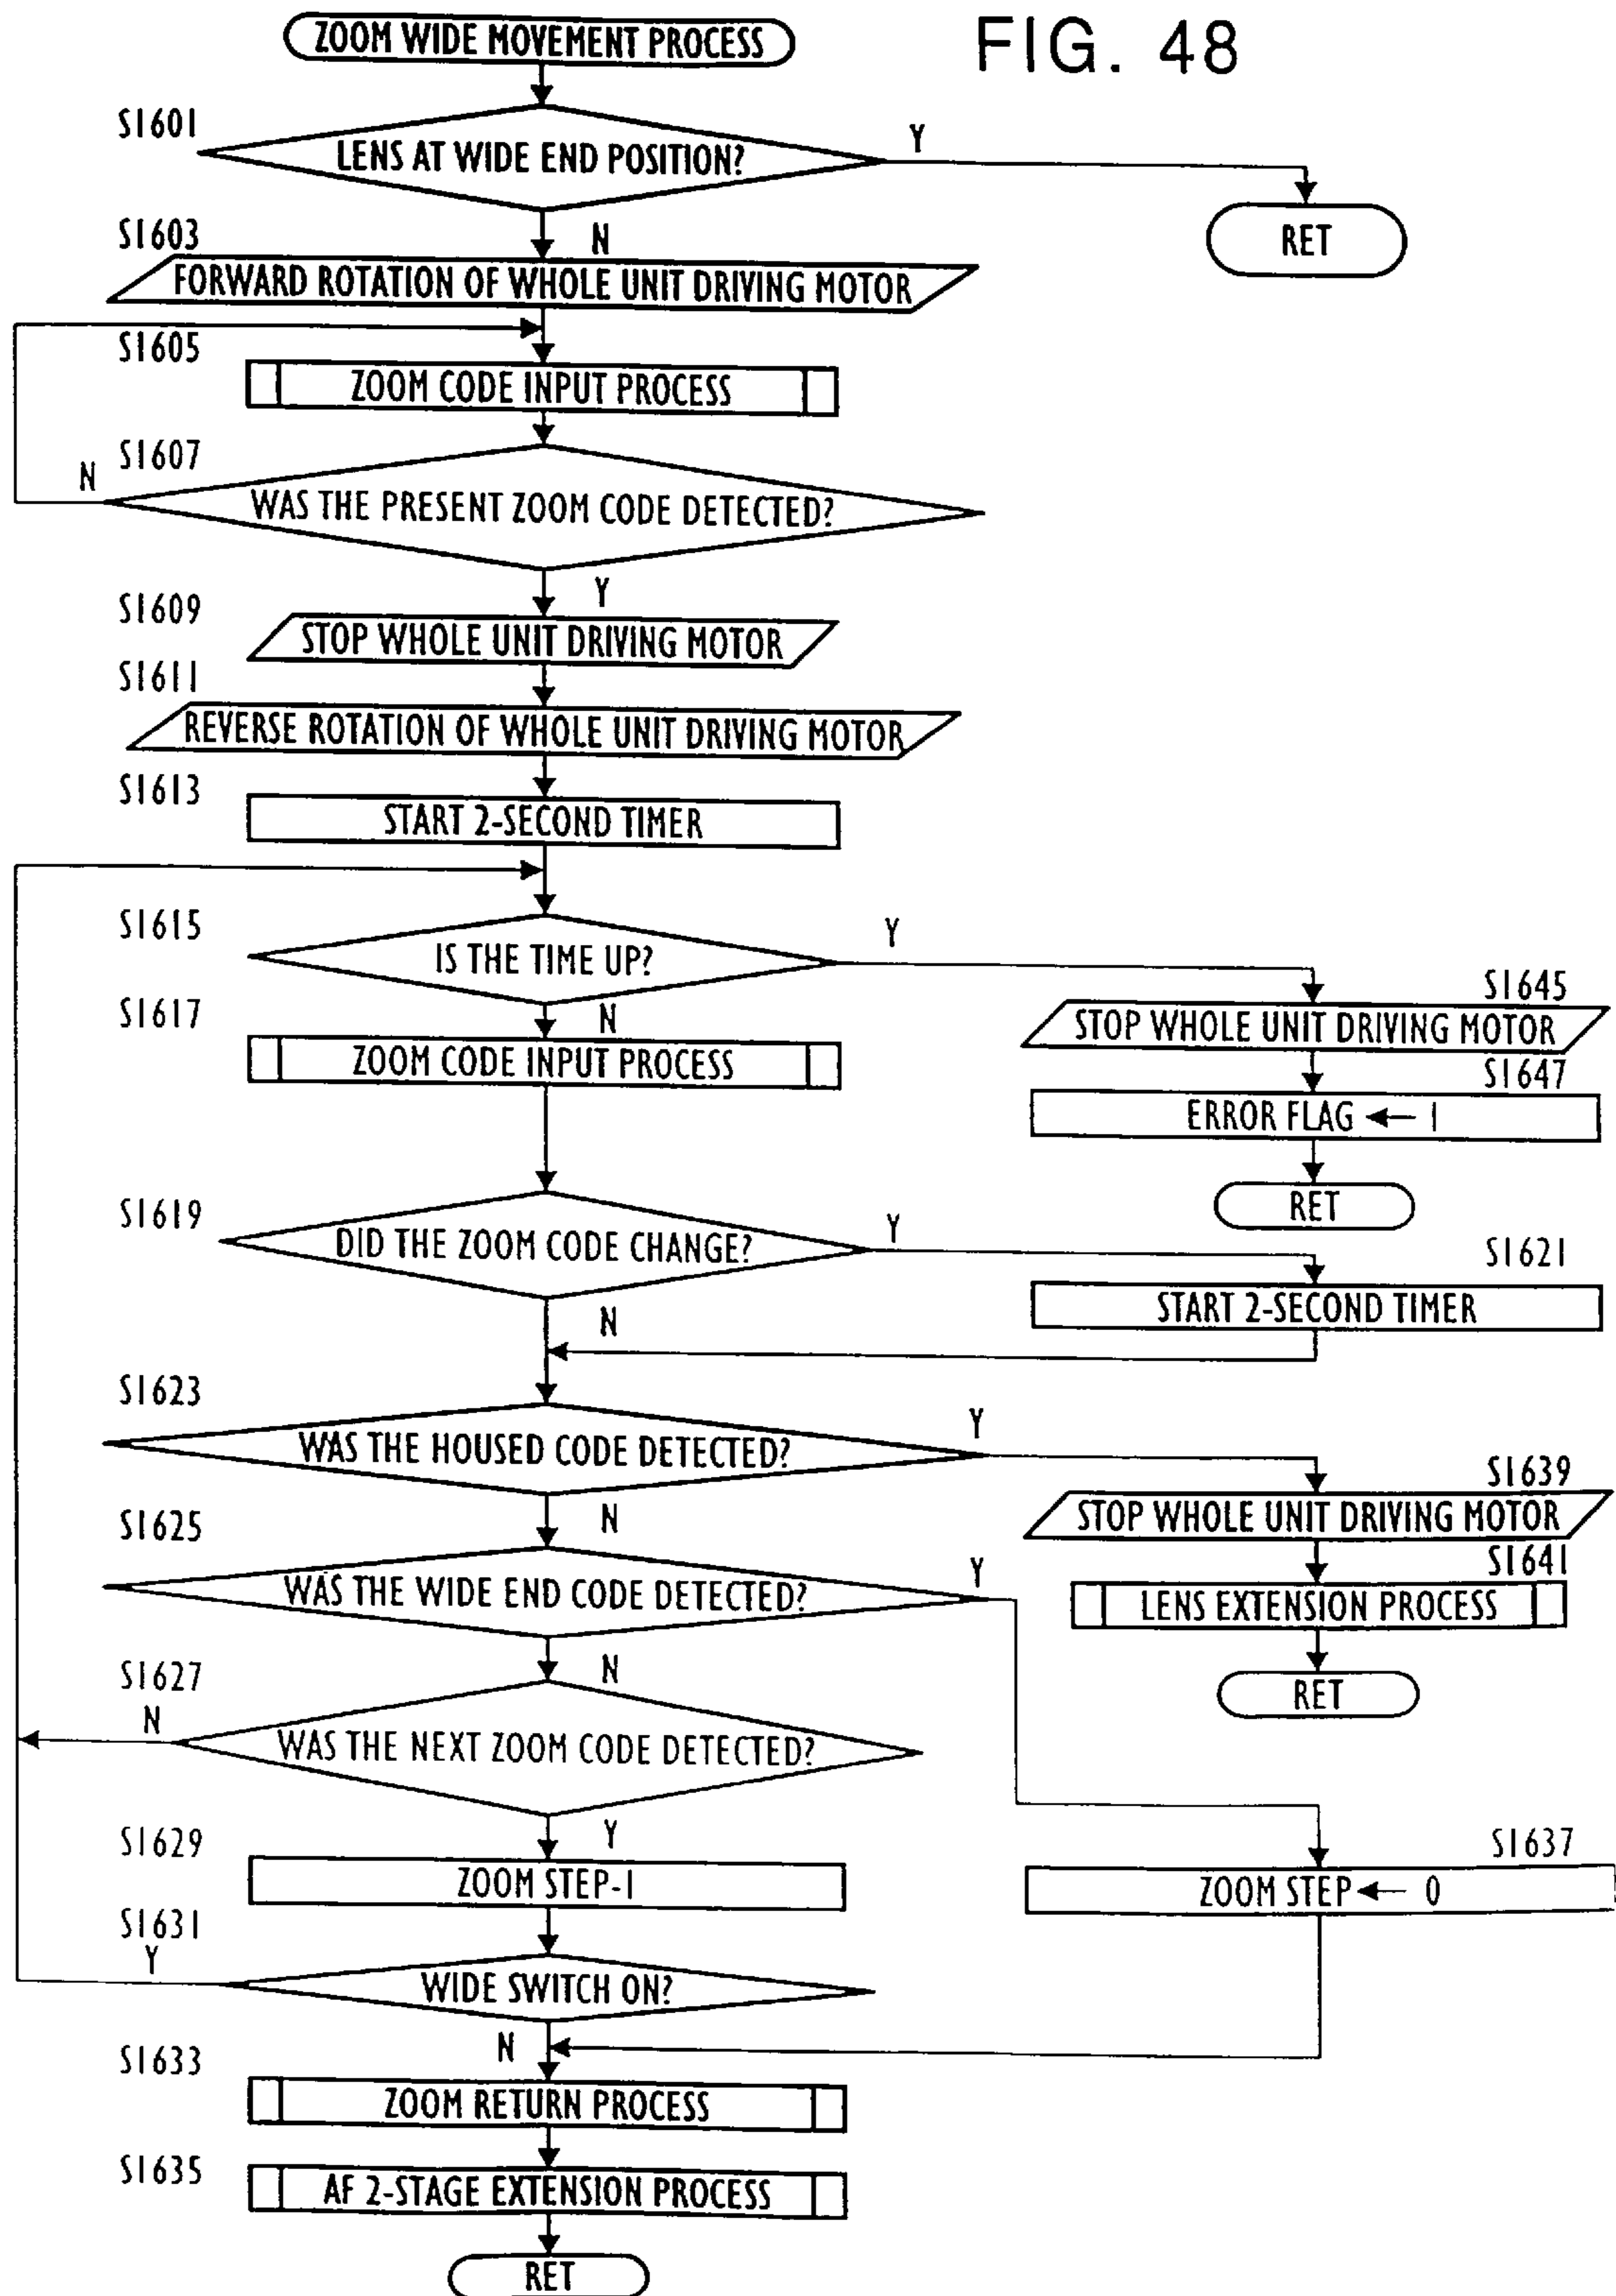 FIG. 48
ZOOM WIDE MOVEMENT PROCESS
S1601
LENS AT WIDE END POSITION?
Y
RET
N
S1603
FORWARD ROTATION OF WHOLE UNIT DRIVING MOTOR
S1605
ZOOM CODE INPUT PROCESS
S1607
N
WAS THE PRESENT ZOOM CODE DETECTED?
Y
S1609
STOP WHOLE UNIT DRIVING MOTOR
S1611
REVERSE ROTATION OF WHOLE UNIT DRIVING MOTOR
S1613
START 2-SECOND TIMER
S1615
IS THE TIME UP?
Y
S1645
STOP WHOLE UNIT DRIVING MOTOR
S1647
ERROR FLAG ← 1
RET
N
S1617
ZOOM CODE INPUT PROCESS
S1619
DID THE ZOOM CODE CHANGE?
Y
S1621
START 2-SECOND TIMER
N
S1623
WAS THE HOUSED CODE DETECTED?
Y
S1639
STOP WHOLE UNIT DRIVING MOTOR
S1641
LENS EXTENSION PROCESS
RET
N
S1625
WAS THE WIDE END CODE DETECTED?
Y
N
S1627
N
WAS THE NEXT ZOOM CODE DETECTED?
Y
S1629
ZOOM STEP-1
S1637
ZOOM STEP ← 0
S1631
Y
WIDE SWITCH ON?
N
S1633
ZOOM RETURN PROCESS
S1635
AF 2-STAGE EXTENSION PROCESS
RET